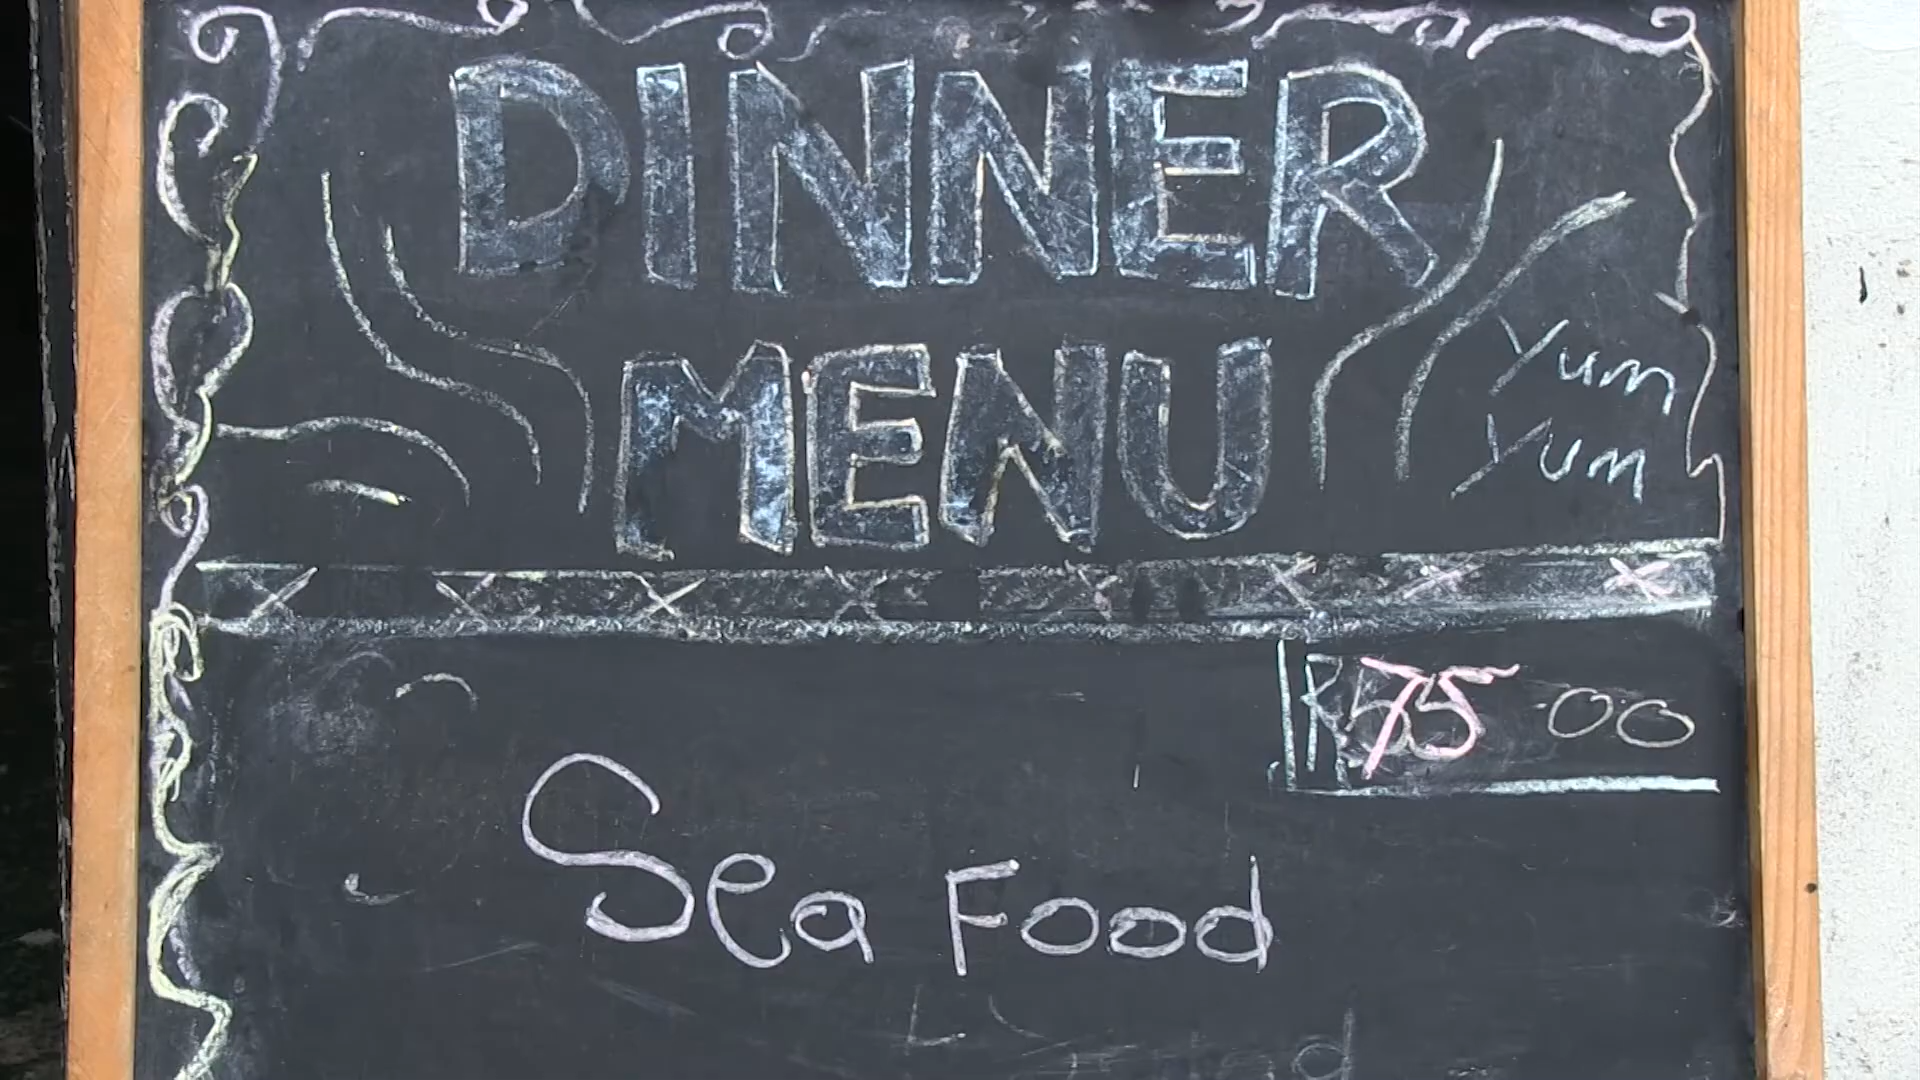 DINNER
MENU
Yum
Yum
R75.00
Sea Food